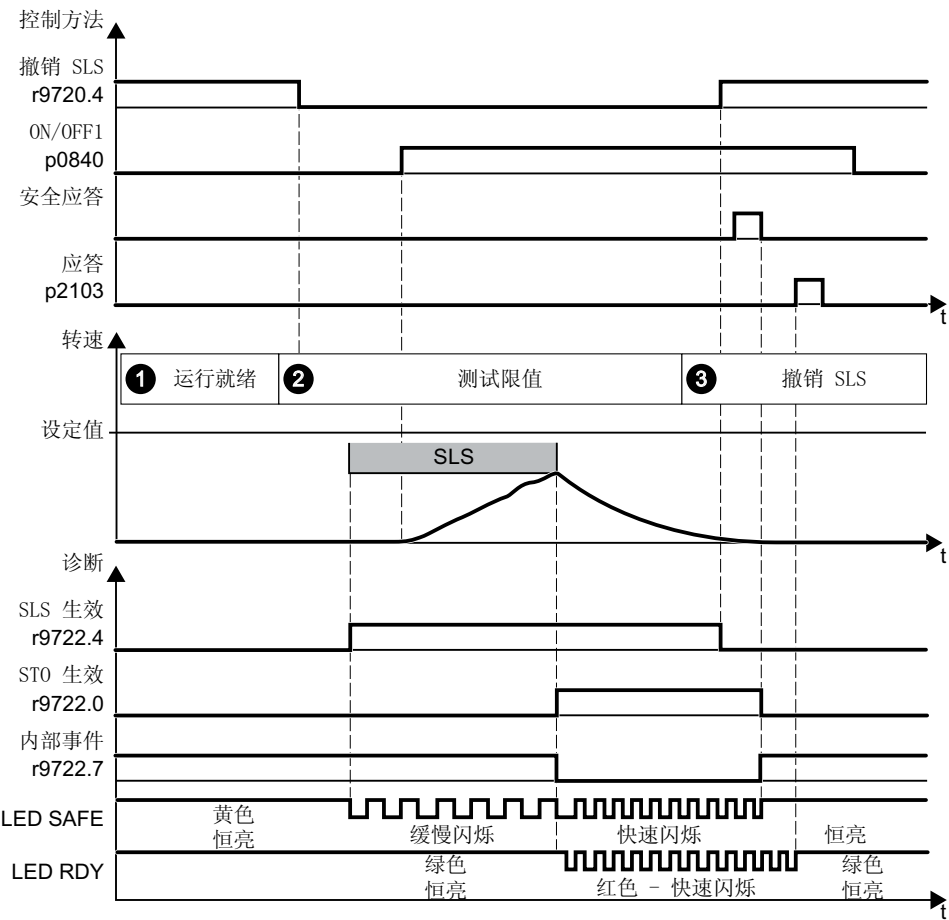 控制方法
撤销 SLS
r9720.4
ON/OFF1
p0840
安全应答
应答
p2103
t
转速
1 运行就绪 2 测试限值 3 撤销 SLS
设定值
SLS
t
诊断
SLS 生效
r9722.4
STO 生效
r9722.0
内部事件
r9722.7
LED SAFE
黄色
恒亮
缓慢闪烁
快速闪烁
恒亮
LED RDY
绿色
恒亮
红色 - 快速闪烁
绿色
恒亮
t